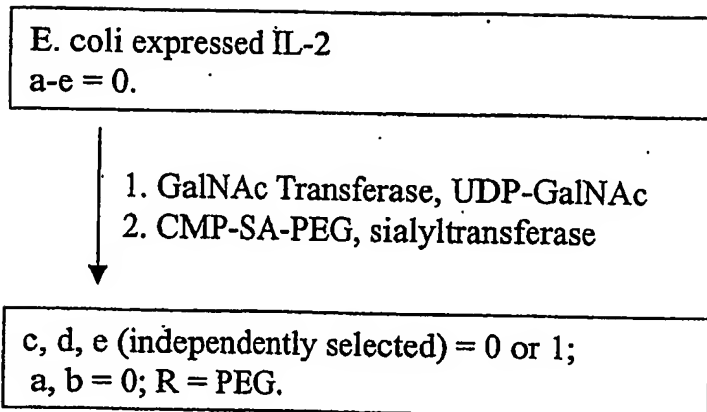 E. coli expressed IL-2
a-e = 0.
1. GalNAc Transferase, UDP-GalNAc
2. CMP-SA-PEG, sialyltransferase
c, d, e (independently selected) = 0 or 1;
a, b = 0; R = PEG.